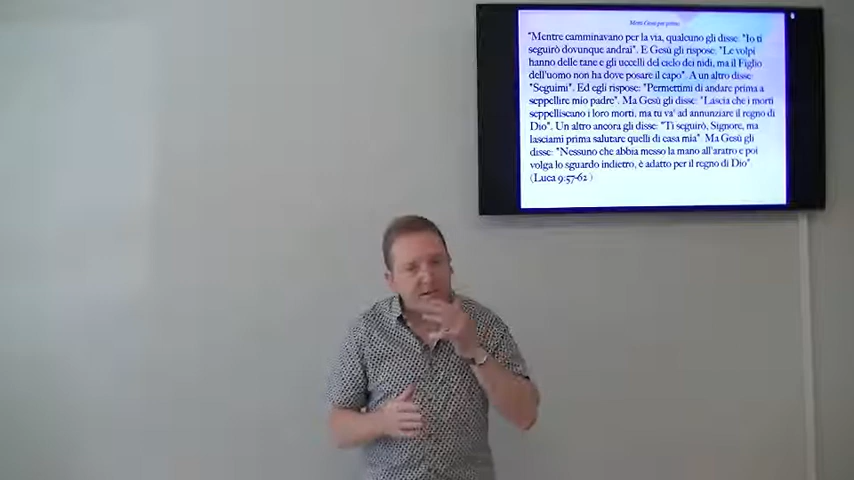 Metti Gesù per primo
"Mentre camminavano per la via, qualcuno gli disse: "Io ti
seguirò dovunque andrai". E Gesù gli rispose: "Le volpi
hanno delle tane e gli uccelli del cielo dei nidi, ma il Figlio
dell'uomo non ha dove posare il capo". A un altro disse:
"Seguimi". Ed egli rispose: "Permettimi di andare prima a
seppellire mio padre". Ma Gesù gli disse: "Lascia che i morti
seppelliscano i loro morti, ma tu va' ad annunziare il regno di
Dio". Un altro ancora gli disse: "Ti seguirò, Signore, ma
lasciami prima salutare quelli di casa mia". Ma Gesù gli
disse: "Nessuno che abbia messo la mano all'aratro e poi
volga lo sguardo indietro, è adatto per il regno di Dio".
(Luca 9:57-62)